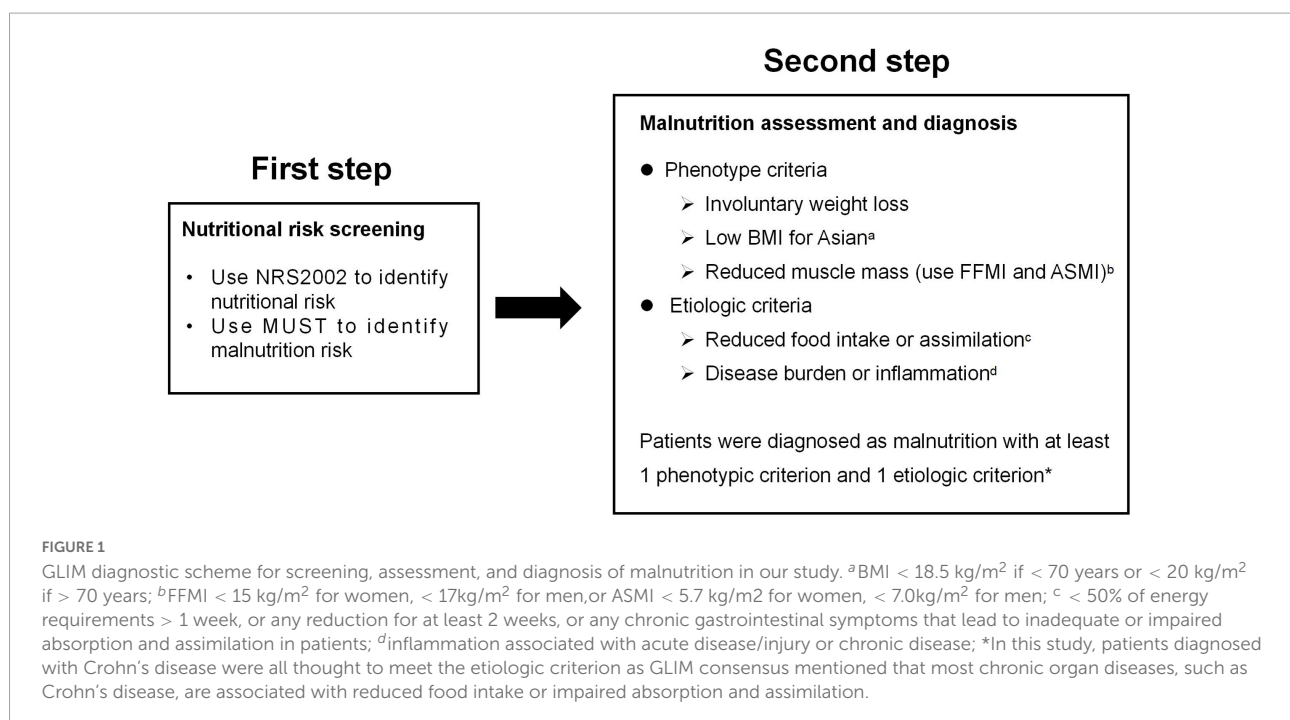 First step
Nutritional risk screening
• Use NRS2002 to identify
nutritional risk
• Use MUST to identify
malnutrition risk
Second step
Malnutrition assessment and diagnosis
● Phenotype criteria
➢ Involuntary weight loss
➢ Low BMI for Asianᵃ
➢ Reduced muscle mass (use FFMI and ASMI)ᵇ
● Etiologic criteria
➢ Reduced food intake or assimilationᶜ
➢ Disease burden or inflammationᵈ
Patients were diagnosed as malnutrition with at least
1 phenotypic criterion and 1 etiologic criterion*
FIGURE 1
GLIM diagnostic scheme for screening, assessment, and diagnosis of malnutrition in our study. ᵃBMI < 18.5 kg/m² if < 70 years or < 20 kg/m²
if > 70 years; ᵇFFMI < 15 kg/m² for women, < 17kg/m² for men,or ASMI < 5.7 kg/m2 for women, < 7.0kg/m² for men; ᶜ < 50% of energy
requirements > 1 week, or any reduction for at least 2 weeks, or any chronic gastrointestinal symptoms that lead to inadequate or impaired
absorption and assimilation in patients; ᵈinflammation associated with acute disease/injury or chronic disease; *In this study, patients diagnosed
with Crohn's disease were all thought to meet the etiologic criterion as GLIM consensus mentioned that most chronic organ diseases, such as
Crohn's disease, are associated with reduced food intake or impaired absorption and assimilation.